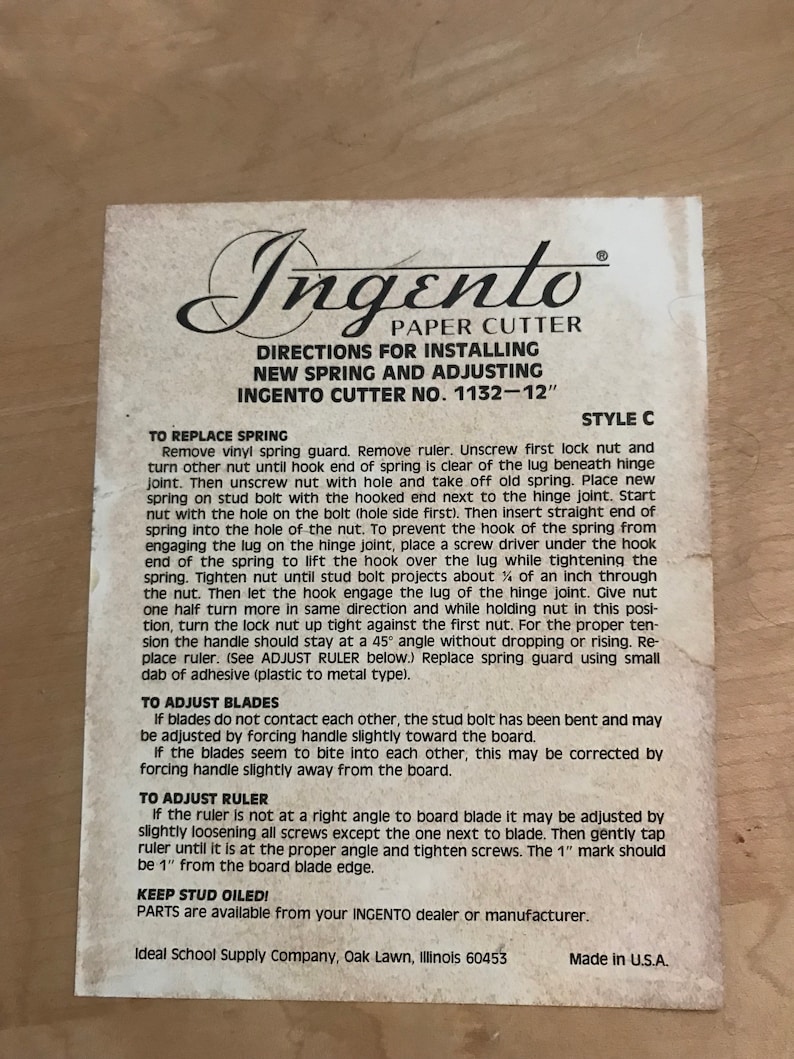 Ingento®
PAPER CUTTER
DIRECTIONS FOR INSTALLING
NEW SPRING AND ADJUSTING
INGENTO CUTTER NO. 1132—12"
STYLE C
TO REPLACE SPRING
Remove vinyl spring guard. Remove ruler. Unscrew first lock nut and
turn other nut until hook end of spring is clear of the lug beneath hinge
joint. Then unscrew nut with hole and take off old spring. Place new
spring on stud bolt with the hooked end next to the hinge joint. Start
nut with the hole on the bolt (hole side first). Then insert straight end of
spring into the hole of the nut. To prevent the hook of the spring from
engaging the lug on the hinge joint, place a screw driver under the hook
end of the spring to lift the hook over the lug while tightening the
spring. Tighten nut until stud bolt projects about ¼ of an inch through
the nut. Then let the hook engage the lug of the hinge joint. Give nut
one half turn more in same direction and while holding nut in this posi-
tion, turn the lock nut up tight against the first nut. For the proper ten-
sion the handle should stay at a 45° angle without dropping or rising. Re-
place ruler. (See ADJUST RULER below.) Replace spring guard using small
dab of adhesive (plastic to metal type).
TO ADJUST BLADES
If blades do not contact each other, the stud bolt has been bent and may
be adjusted by forcing handle slightly toward the board.
If the blades seem to bite into each other, this may be corrected by
forcing handle slightly away from the board.
TO ADJUST RULER
If the ruler is not at a right angle to board blade it may be adjusted by
slightly loosening all screws except the one next to blade. Then gently tap
ruler until it is at the proper angle and tighten screws. The 1" mark should
be 1" from the board blade edge.
KEEP STUD OILED!
PARTS are available from your INGENTO dealer or manufacturer.
Ideal School Supply Company, Oak Lawn, Illinois 60453 Made in U.S.A.